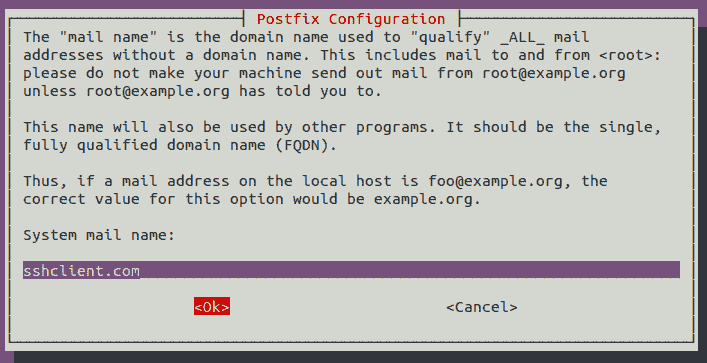 Postfix Configuration
The "mail name" is the domain name used to "qualify" _ALL_ mail
addresses without a domain name. This includes mail to and from <root>:
please do not make your machine send out mail from root@example.org
unless root@example.org has told you to.
This name will also be used by other programs. It should be the single,
fully qualified domain name (FQDN).
Thus, if a mail address on the local host is foo@example.org, the
correct value for this option would be example.org.
System mail name:
sshclient.com
<Ok> <Cancel>